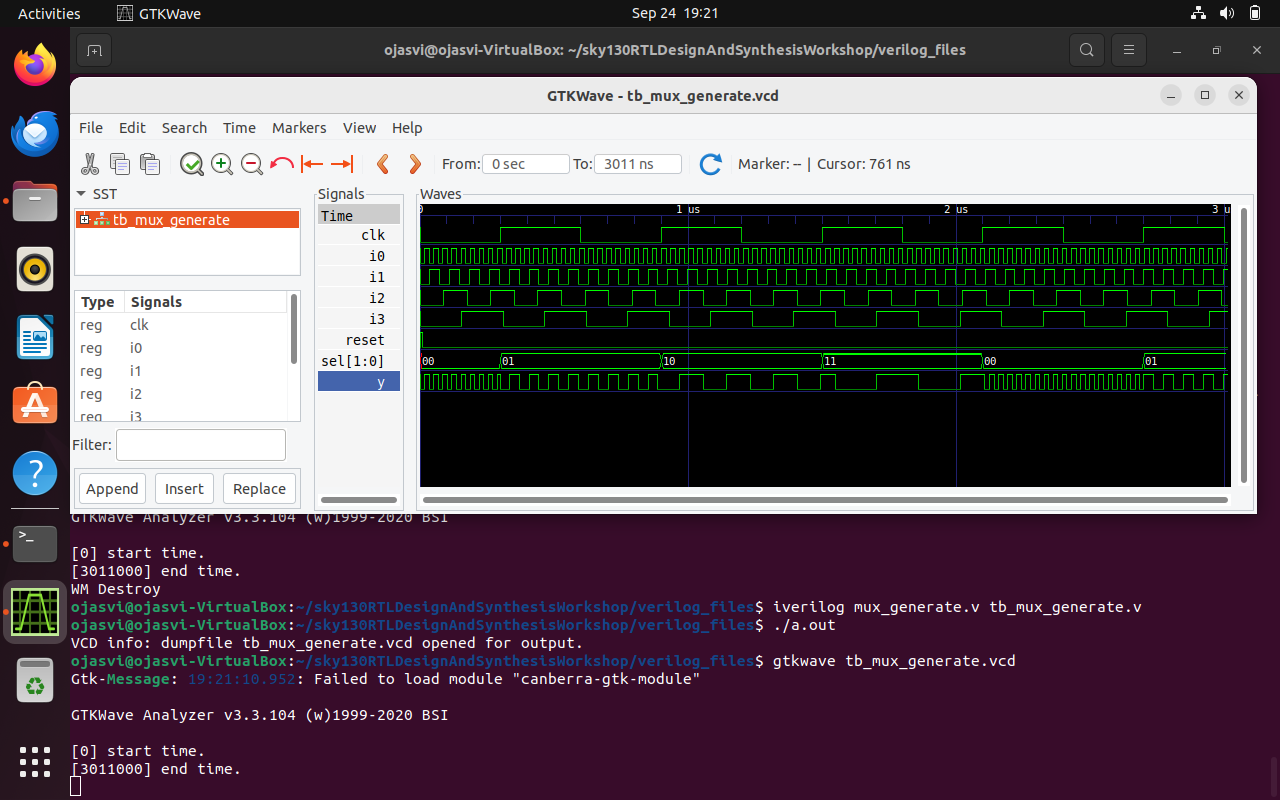 Activities GTKWave Sep 24 19:21
ojasvi@ojasvi-VirtualBox: ~/sky130RTLDesignAndSynthesisWorkshop/verilog_files
GTKWave - tb_mux_generate.vcd
File Edit Search Time Markers View Help
From: 0 sec To: 3011 ns Marker: -- | Cursor: 761 ns
SST
tb_mux_generate
Type Signals
reg clk
reg i0
reg i1
reg i2
reg i3
Filter:
Append Insert Replace
Signals
Time
clk
i0
i1
i2
i3
reset
sel[1:0]
y
Waves
0 1 us 2 us 3 u
00 01 10 11 00 01
GTKWave Analyzer v3.3.104 (w)1999-2020 BSI
[0] start time.
[3011000] end time.
WM Destroy
ojasvi@ojasvi-VirtualBox:~/sky130RTLDesignAndSynthesisWorkshop/verilog_files$ iverilog mux_generate.v tb_mux_generate.v
ojasvi@ojasvi-VirtualBox:~/sky130RTLDesignAndSynthesisWorkshop/verilog_files$ ./a.out
VCD info: dumpfile tb_mux_generate.vcd opened for output.
ojasvi@ojasvi-VirtualBox:~/sky130RTLDesignAndSynthesisWorkshop/verilog_files$ gtkwave tb_mux_generate.vcd
Gtk-Message: 19:21:10.952: Failed to load module "canberra-gtk-module"
GTKWave Analyzer v3.3.104 (w)1999-2020 BSI
[0] start time.
[3011000] end time.